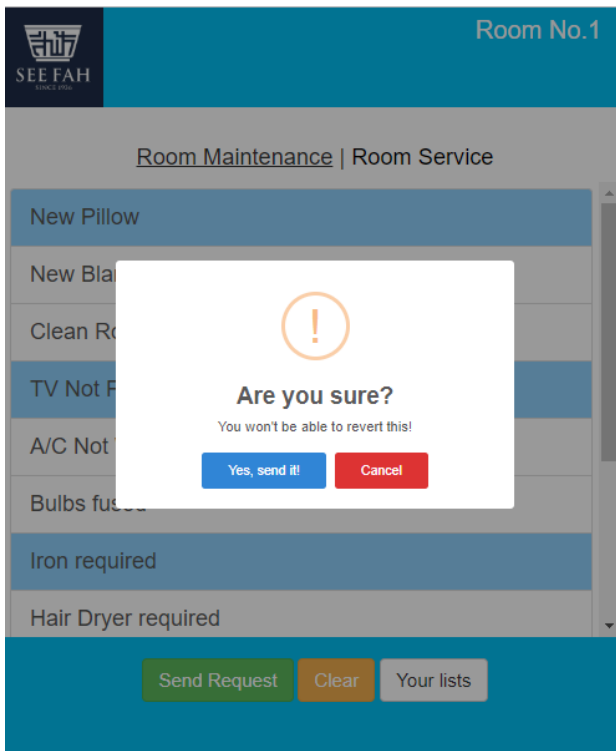 Room No.1
SEE FAH
SINCE 1936
Room Maintenance | Room Service
New Pillow
New Bla
Clean Ro
TV Not F
A/C Not
Bulbs fused
Iron required
Hair Dryer required
!
Are you sure?
You won't be able to revert this!
Yes, send it! Cancel
Send Request Clear Your lists